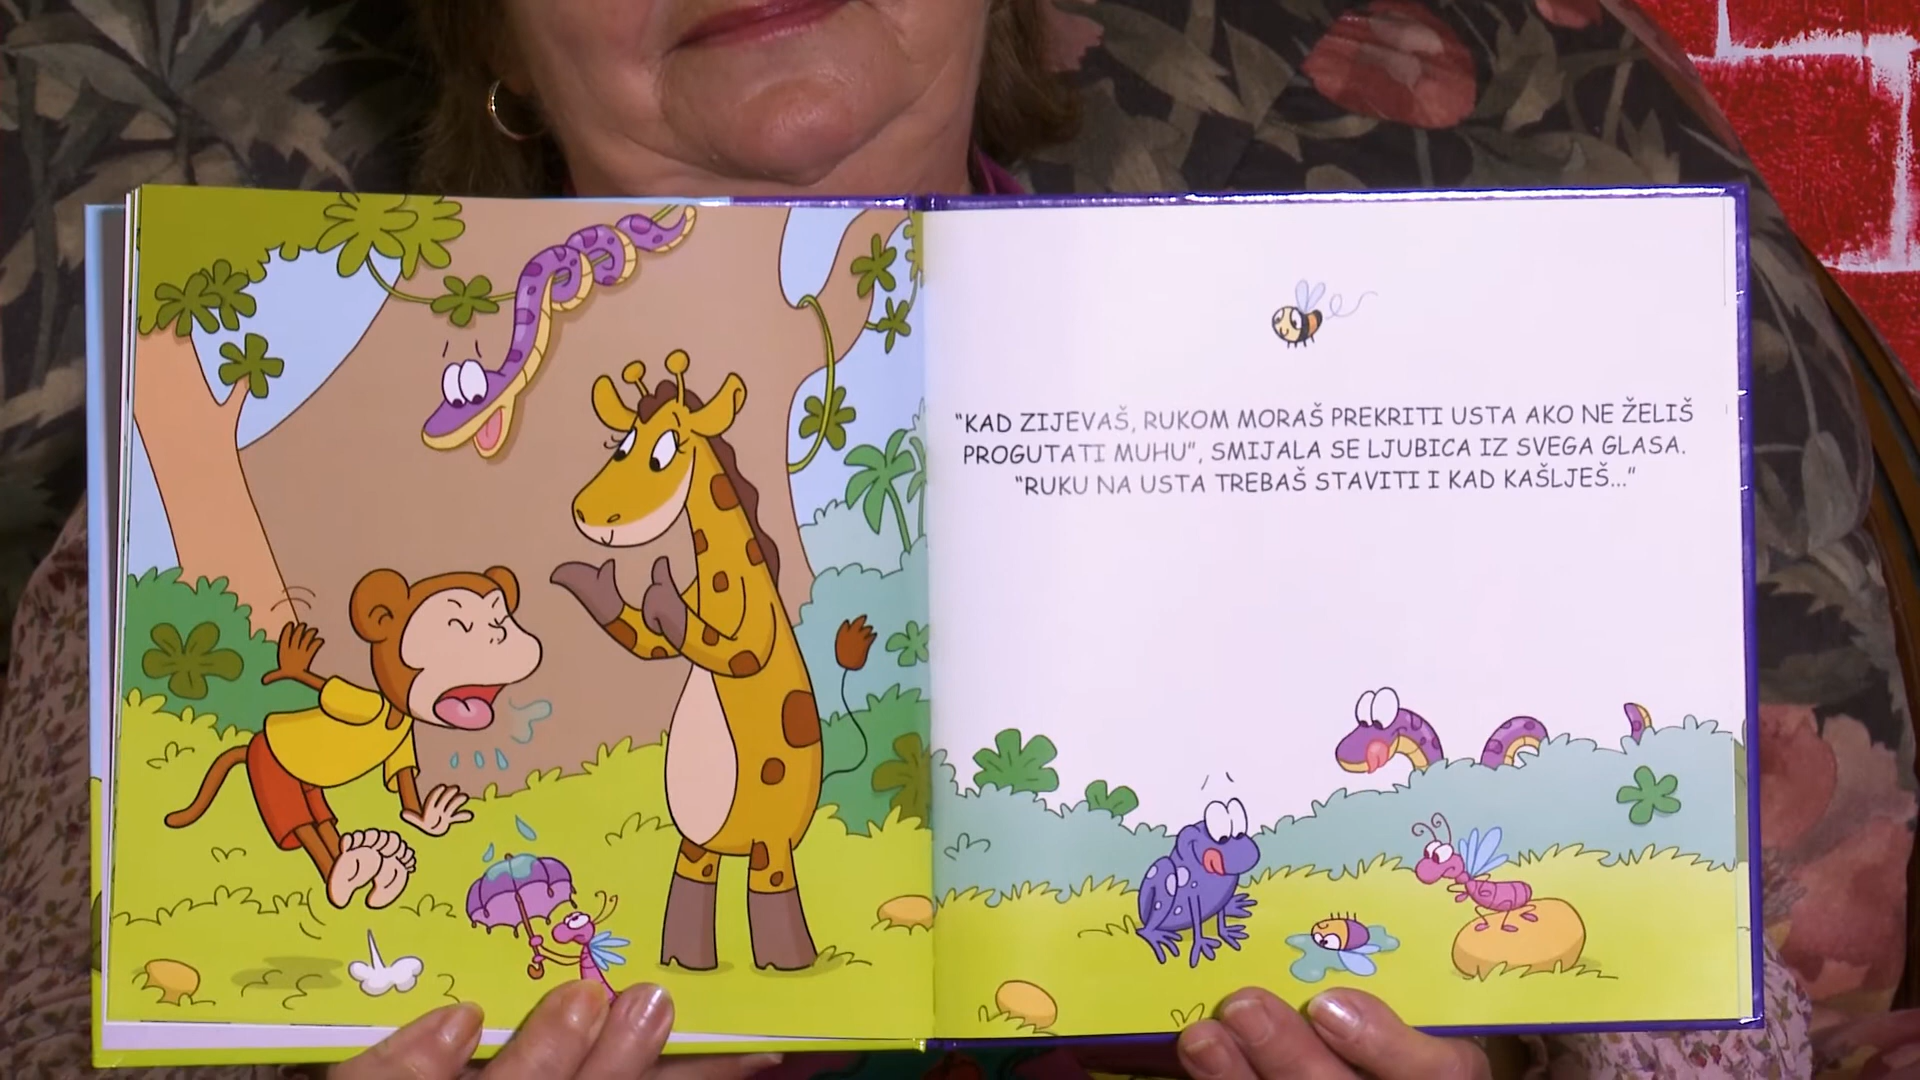 "KAD ZIJEVAŠ, RUKOM MORAŠ PREKRITI USTA AKO NE ŽELIŠ
PROGUTATI MUHU", SMIJALA SE LJUBICA IZ SVEGA GLASA.
"RUKU NA USTA TREBAŠ STAVITI I KAD KAŠLJEŠ..."